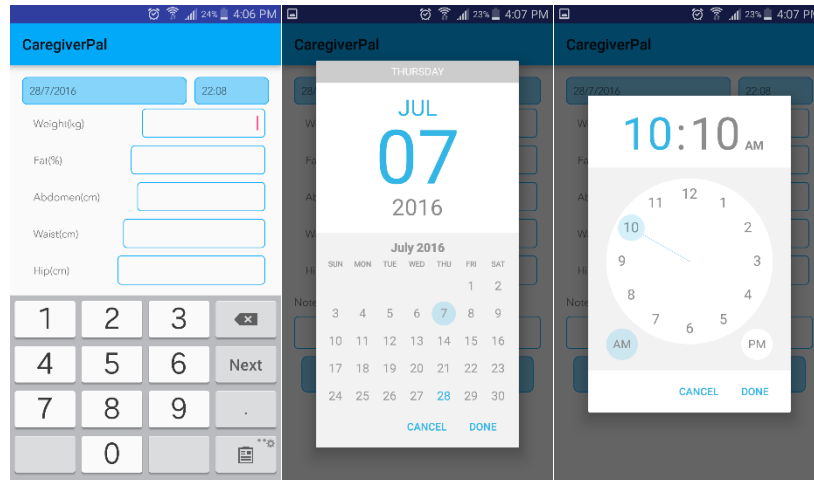 24% 4:06 PM
CaregiverPal
28/7/2016 22:08
Weight(kg)
Fat(%)
Abdomen(cm)
Waist(cm)
Hip(cm)
1 2 3
4 5 6 Next
7 8 9 .
0
23% 4:07 PM
CaregiverPal
THURSDAY
28/
JUL
07
2016
July 2016
SUN MON TUE WED THU FRI SAT
1 2
3 4 5 6 7 8 9
10 11 12 13 14 15 16
17 18 19 20 21 22 23
24 25 26 27 28 29 30
Note
CANCEL DONE
23% 4:07 PM
CaregiverPal
28/7/2016 22:08
10:10 AM
12
11 1
10 2
9 3
8 4
7 5
6
AM PM
Note
CANCEL DONE